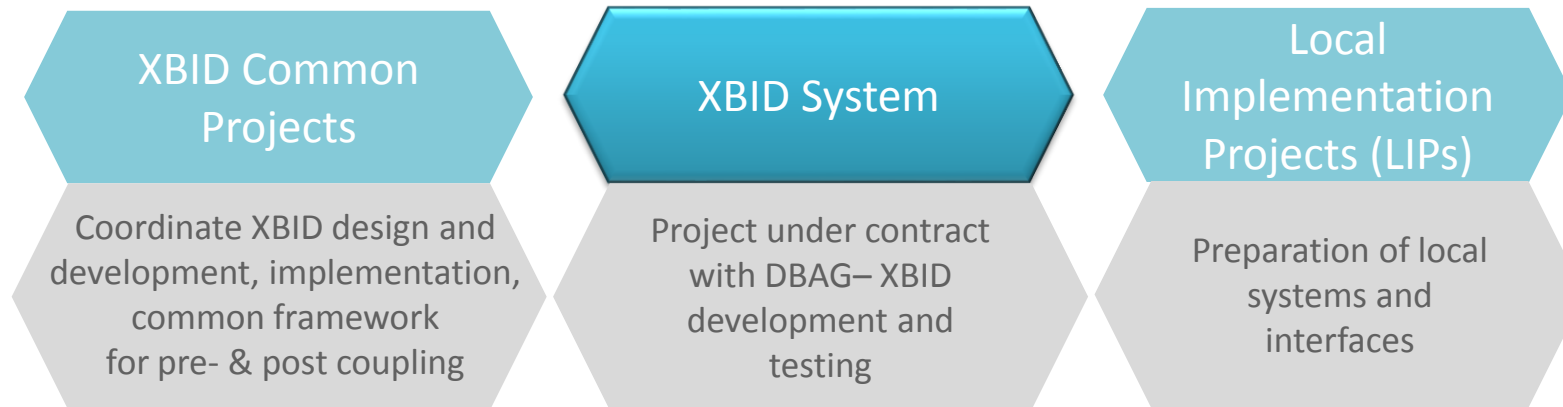 XBID Common
Projects
Coordinate XBID design and
development, implementation,
common framework
for pre- & post coupling
XBID System
Project under contract
with DBAG– XBID
development and
testing
Local
Implementation
Projects (LIPs)
Preparation of local
systems and
interfaces